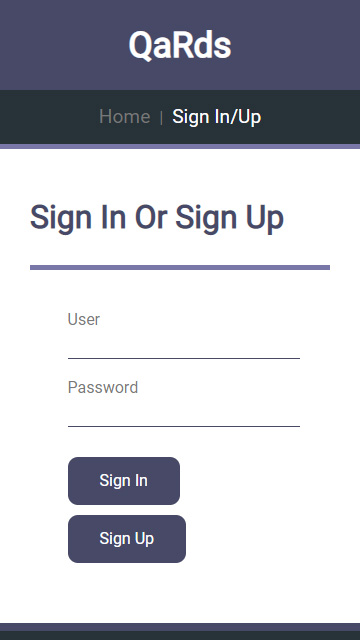 QaRds
Home | Sign In/Up
Sign In Or Sign Up
User
Password
Sign In
Sign Up